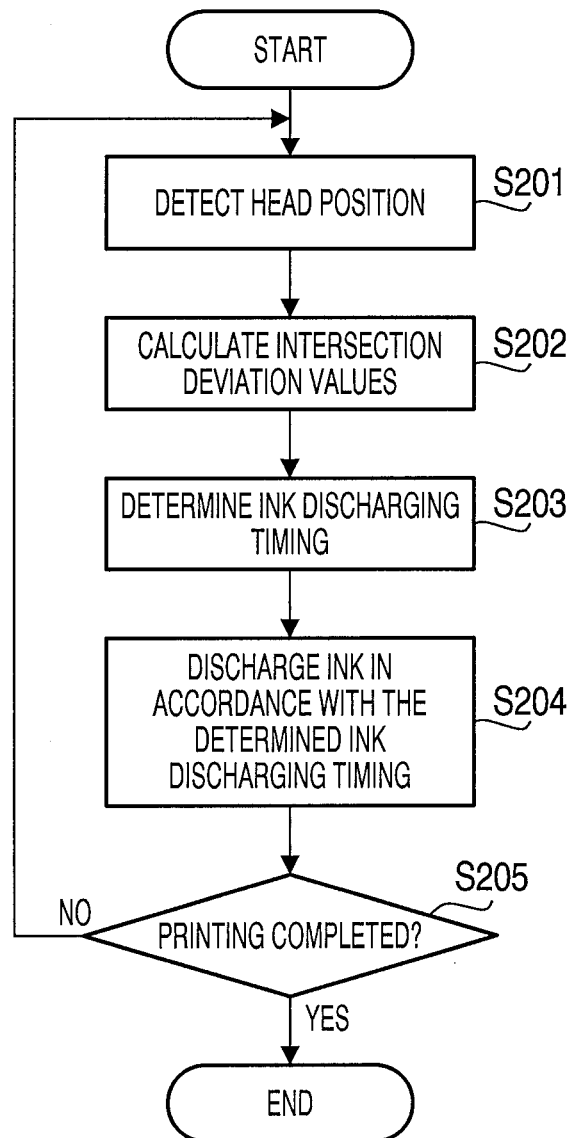 START
DETECT HEAD POSITION
S201
CALCULATE INTERSECTION
DEVIATION VALUES
S202
DETERMINE INK DISCHARGING
TIMING
S203
DISCHARGE INK IN
ACCORDANCE WITH THE
DETERMINED INK
DISCHARGING TIMING
S204
PRINTING COMPLETED?
S205
NO
YES
END